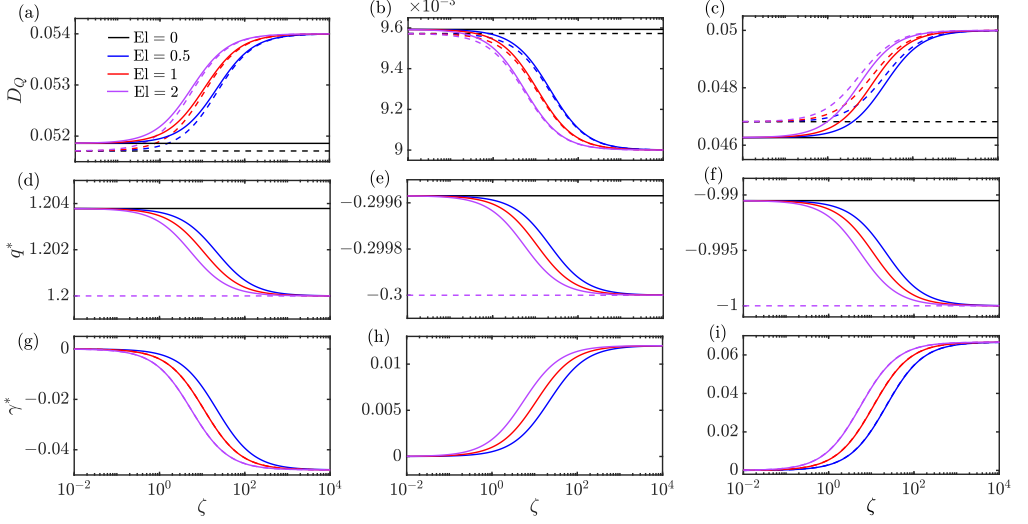 (a)
0.054
0.053
0.052
D_Q
El = 0
El = 0.5
El = 1
El = 2
(b)
×10⁻³
9.6
9.4
9.2
9
(c)
0.05
0.048
0.046
(d)
1.204
1.202
1.2
q*
(e)
−0.2996
−0.2998
−0.3
(f)
−0.99
−0.995
−1
(g)
0
−0.02
−0.04
γ*
10⁻² 10⁰ 10² 10⁴
ζ
(h)
0.01
0.005
0
10⁻² 10⁰ 10² 10⁴
ζ
(i)
0.06
0.04
0.02
0
10⁻² 10⁰ 10² 10⁴
ζ